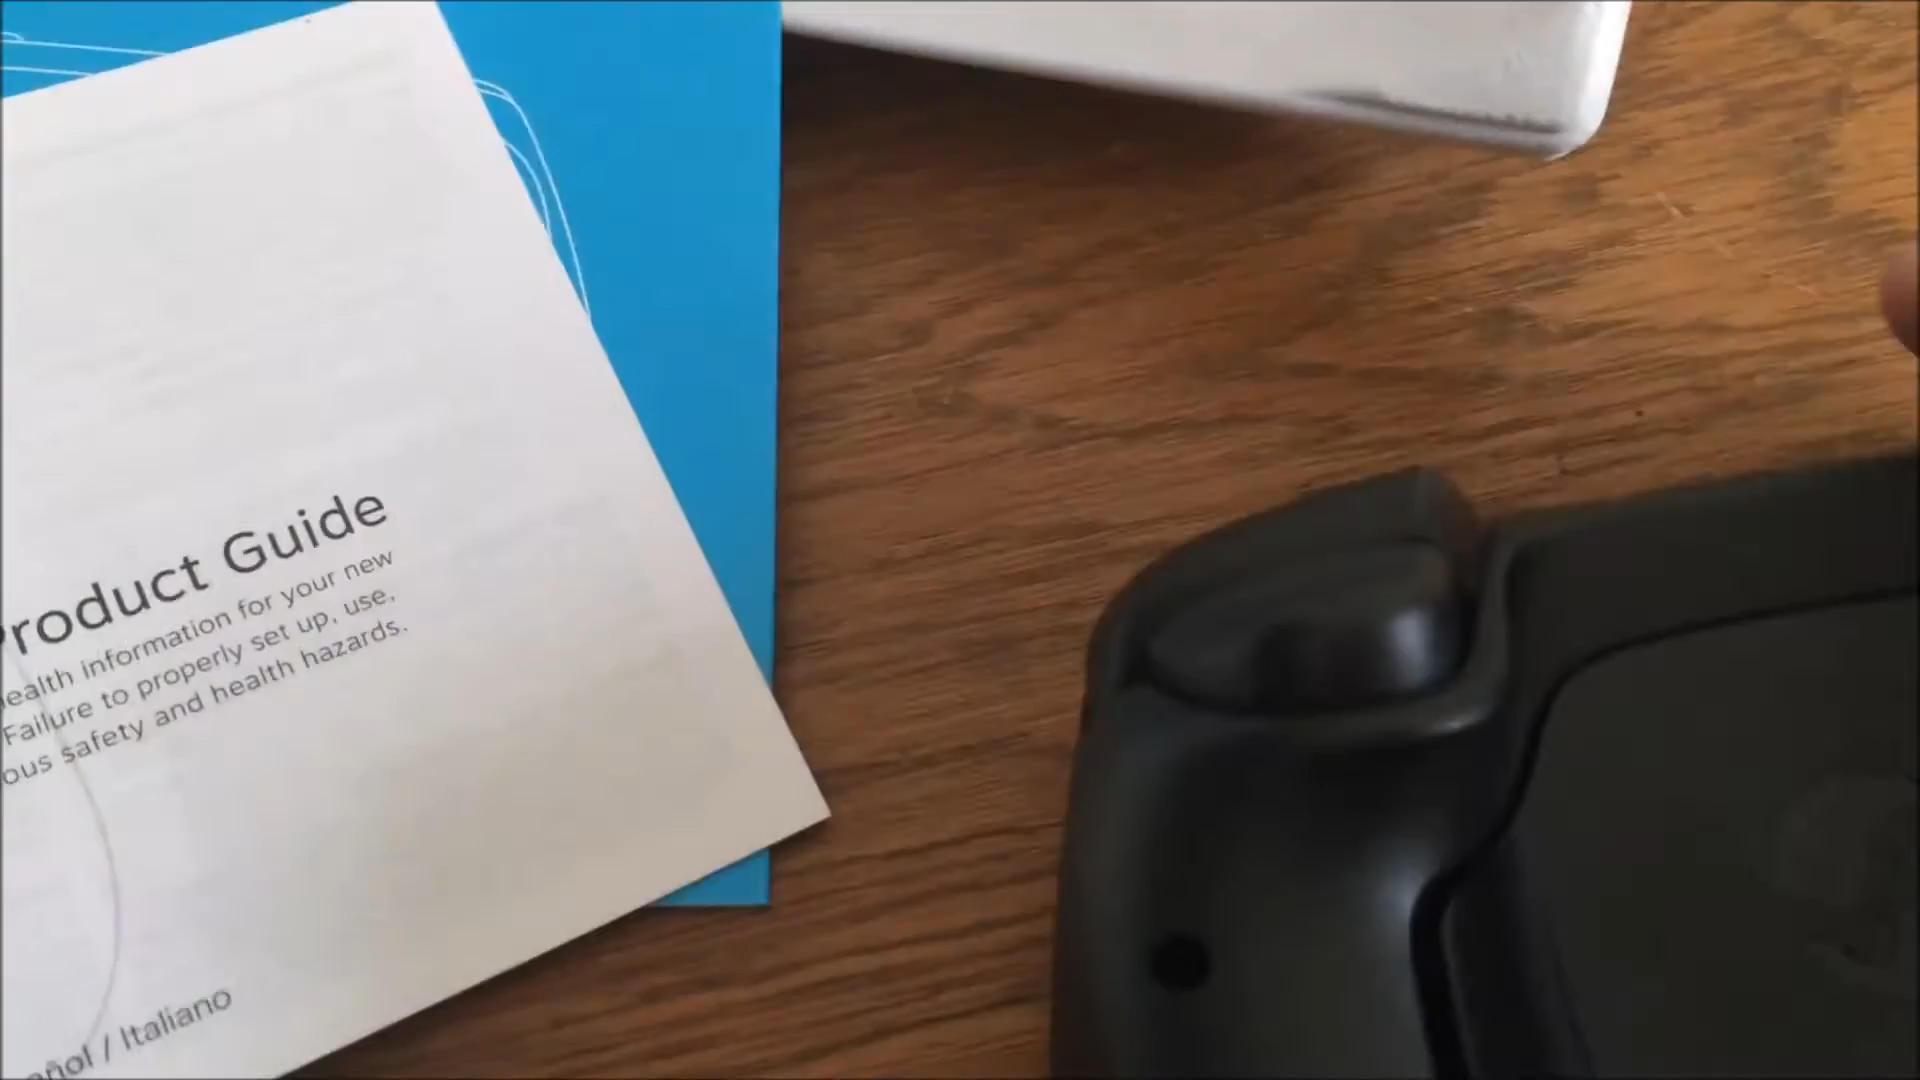 Product Guide
health information for your new
Failure to properly set up, use,
ous safety and health hazards.
añol / Italiano